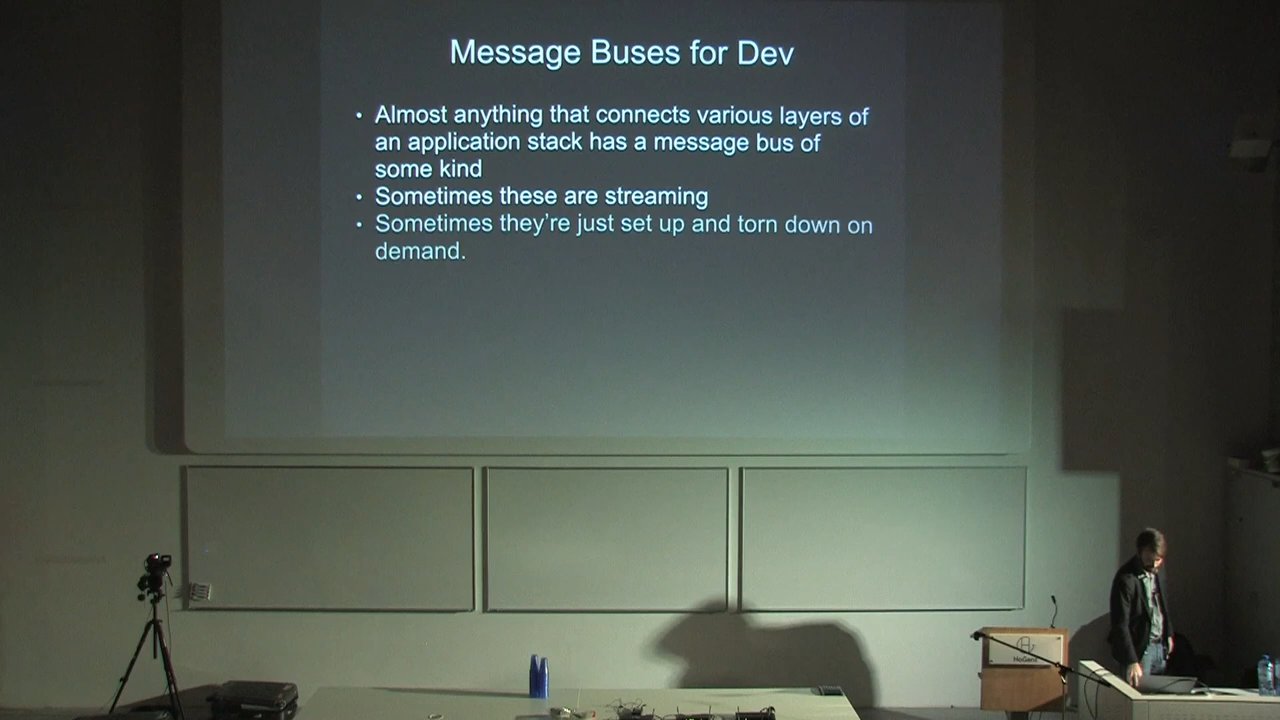 Message Buses for Dev
• Almost anything that connects various layers of
an application stack has a message bus of
some kind
• Sometimes these are streaming
• Sometimes they're just set up and torn down on
demand.
HoGent